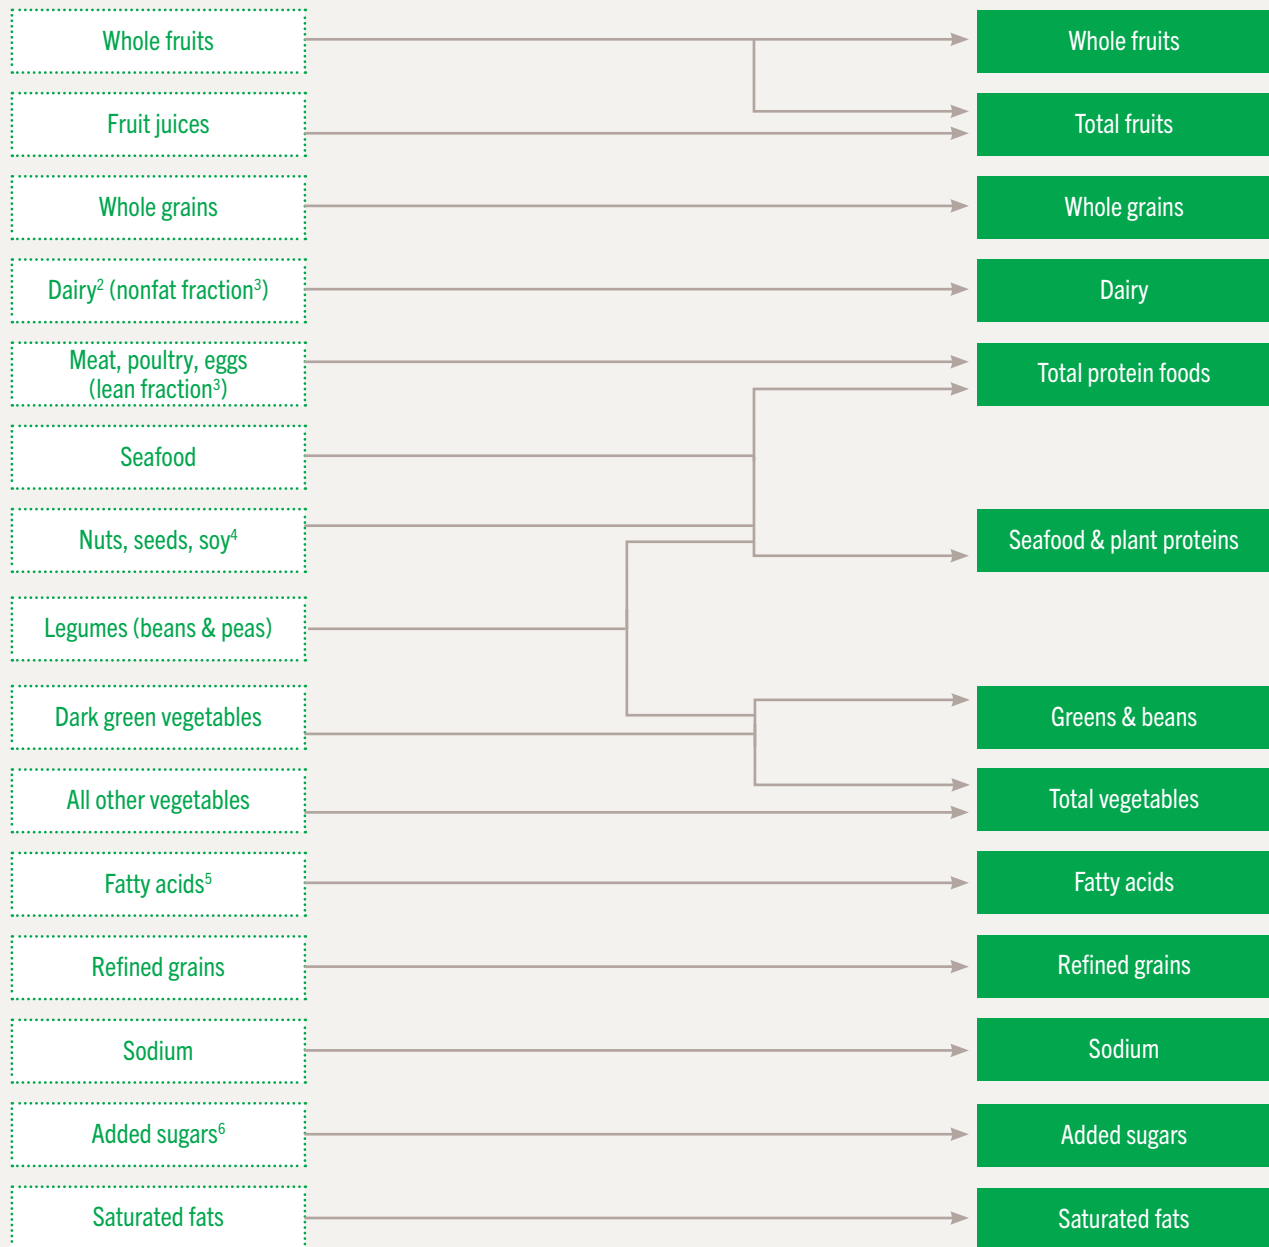 Whole fruits
Whole fruits
Fruit juices
Total fruits
Whole grains
Whole grains
Dairy² (nonfat fraction³)
Dairy
Meat, poultry, eggs
(lean fraction³)
Total protein foods
Seafood
Nuts, seeds, soy⁴
Seafood & plant proteins
Legumes (beans & peas)
Dark green vegetables
Greens & beans
All other vegetables
Total vegetables
Fatty acids⁵
Fatty acids
Refined grains
Refined grains
Sodium
Sodium
Added sugars⁶
Added sugars
Saturated fats
Saturated fats